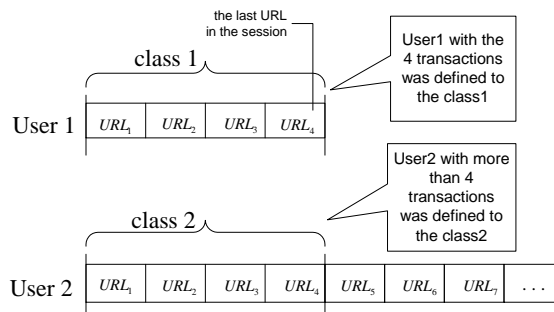 the last URL
in the session
User1 with the
4 transactions
was defined to
the class1
class 1
User 1 URL₁ URL₂ URL₃ URL₄
User2 with more
than 4
transactions
was defined to
the class2
class 2
User 2 URL₁ URL₂ URL₃ URL₄ URL₅ URL₆ URL₇ ...